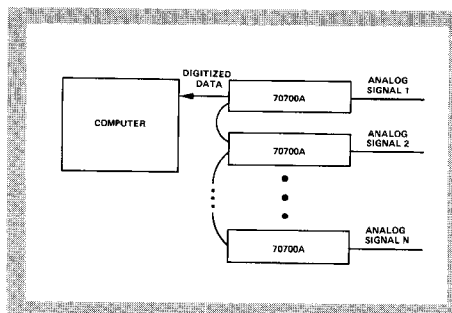 DIGITIZED
DATA
COMPUTER
70700A
ANALOG
SIGNAL 1
70700A
ANALOG
SIGNAL 2
70700A
ANALOG
SIGNAL N